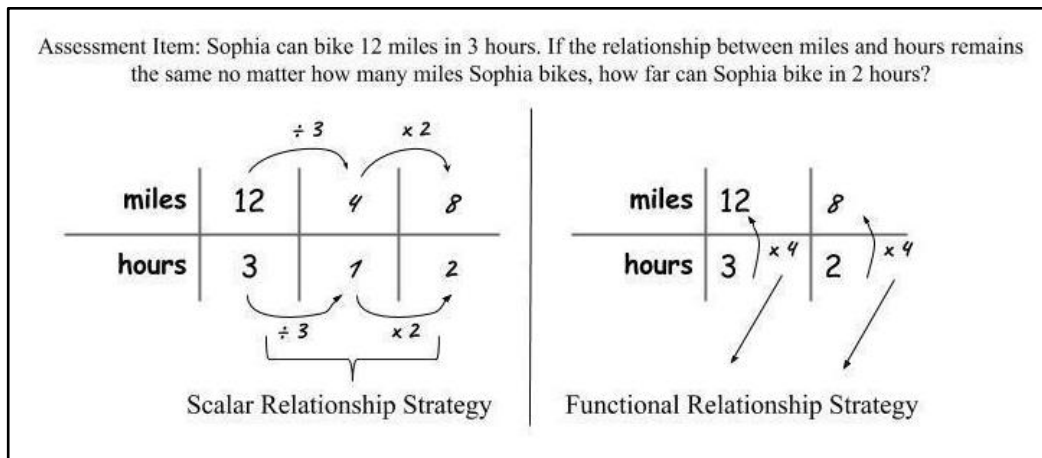 Assessment Item: Sophia can bike 12 miles in 3 hours. If the relationship between miles and hours remains
the same no matter how many miles Sophia bikes, how far can Sophia bike in 2 hours?
÷ 3 x 2
miles 12 4 8
hours 3 1 2
÷ 3 x 2
Scalar Relationship Strategy
miles 12 8
x 4 x 4
hours 3 2
Functional Relationship Strategy